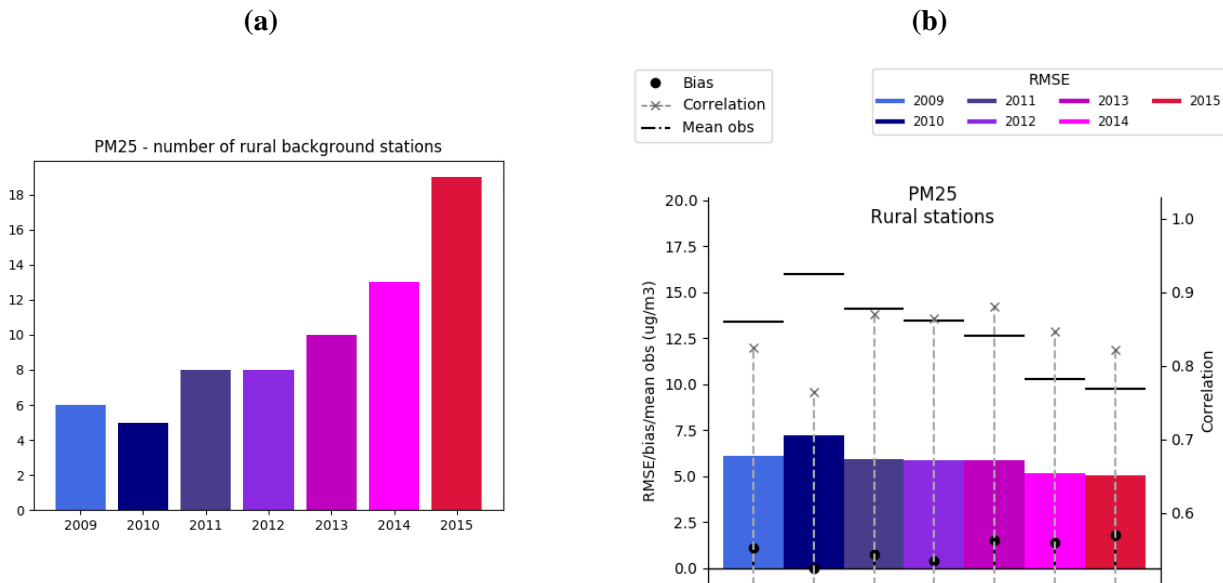 (a)
PM25 - number of rural background stations
18
16
14
12
10
8
6
4
2
0
2009 2010 2011 2012 2013 2014 2015
(b)
Bias
Correlation
Mean obs
RMSE
2009 2011 2013 2015
2010 2012 2014
PM25
Rural stations
RMSE/bias/mean obs (ug/m3)
20.0
17.5
15.0
12.5
10.0
7.5
5.0
2.5
0.0
1.0
0.9
0.8
0.7
0.6
Correlation